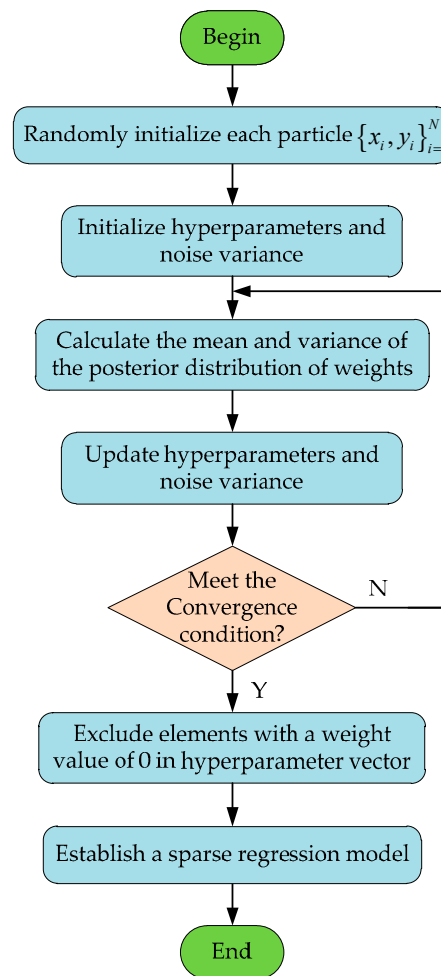 Begin
Randomly initialize each particle {x_i, y_i}_{i=}^N
Initialize hyperparameters and
noise variance
Calculate the mean and variance of
the posterior distribution of weights
Update hyperparameters and
noise variance
Meet the
Convergence
condition?
N
Y
Exclude elements with a weight
value of 0 in hyperparameter vector
Establish a sparse regression model
End